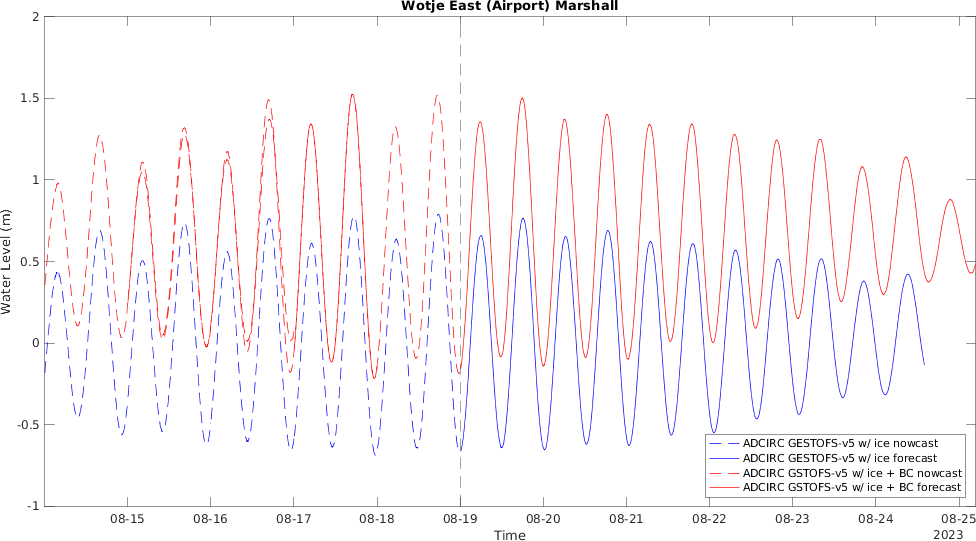 Wotje East (Airport) Marshall
2
1.5
1
0.5
0
-0.5
-1
Water Level (m)
08-15 08-16 08-17 08-18 08-19 08-20 08-21 08-22 08-23 08-24 08-25
Time
2023
ADCIRC GESTOFS-v5 w/ ice nowcast
ADCIRC GESTOFS-v5 w/ ice forecast
ADCIRC GSTOFS-v5 w/ ice + BC nowcast
ADCIRC GSTOFS-v5 w/ ice + BC forecast